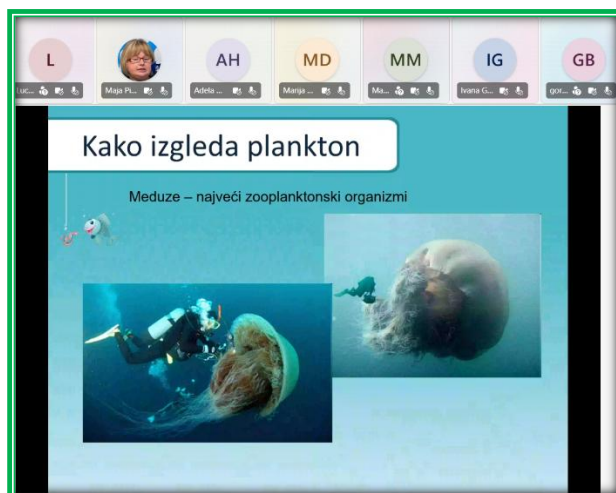 L
AH
MD
MM
IG
GB
Luc...
Maja Pi...
Adela ...
Marija ...
Ma...
Ivana G...
gor...
Kako izgleda plankton
Meduze – najveći zooplanktonski organizmi